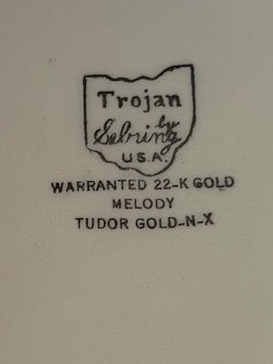 Trojan
by
Sebring
U.S.A.
WARRANTED 22-K GOLD
MELODY
TUDOR GOLD-N-X